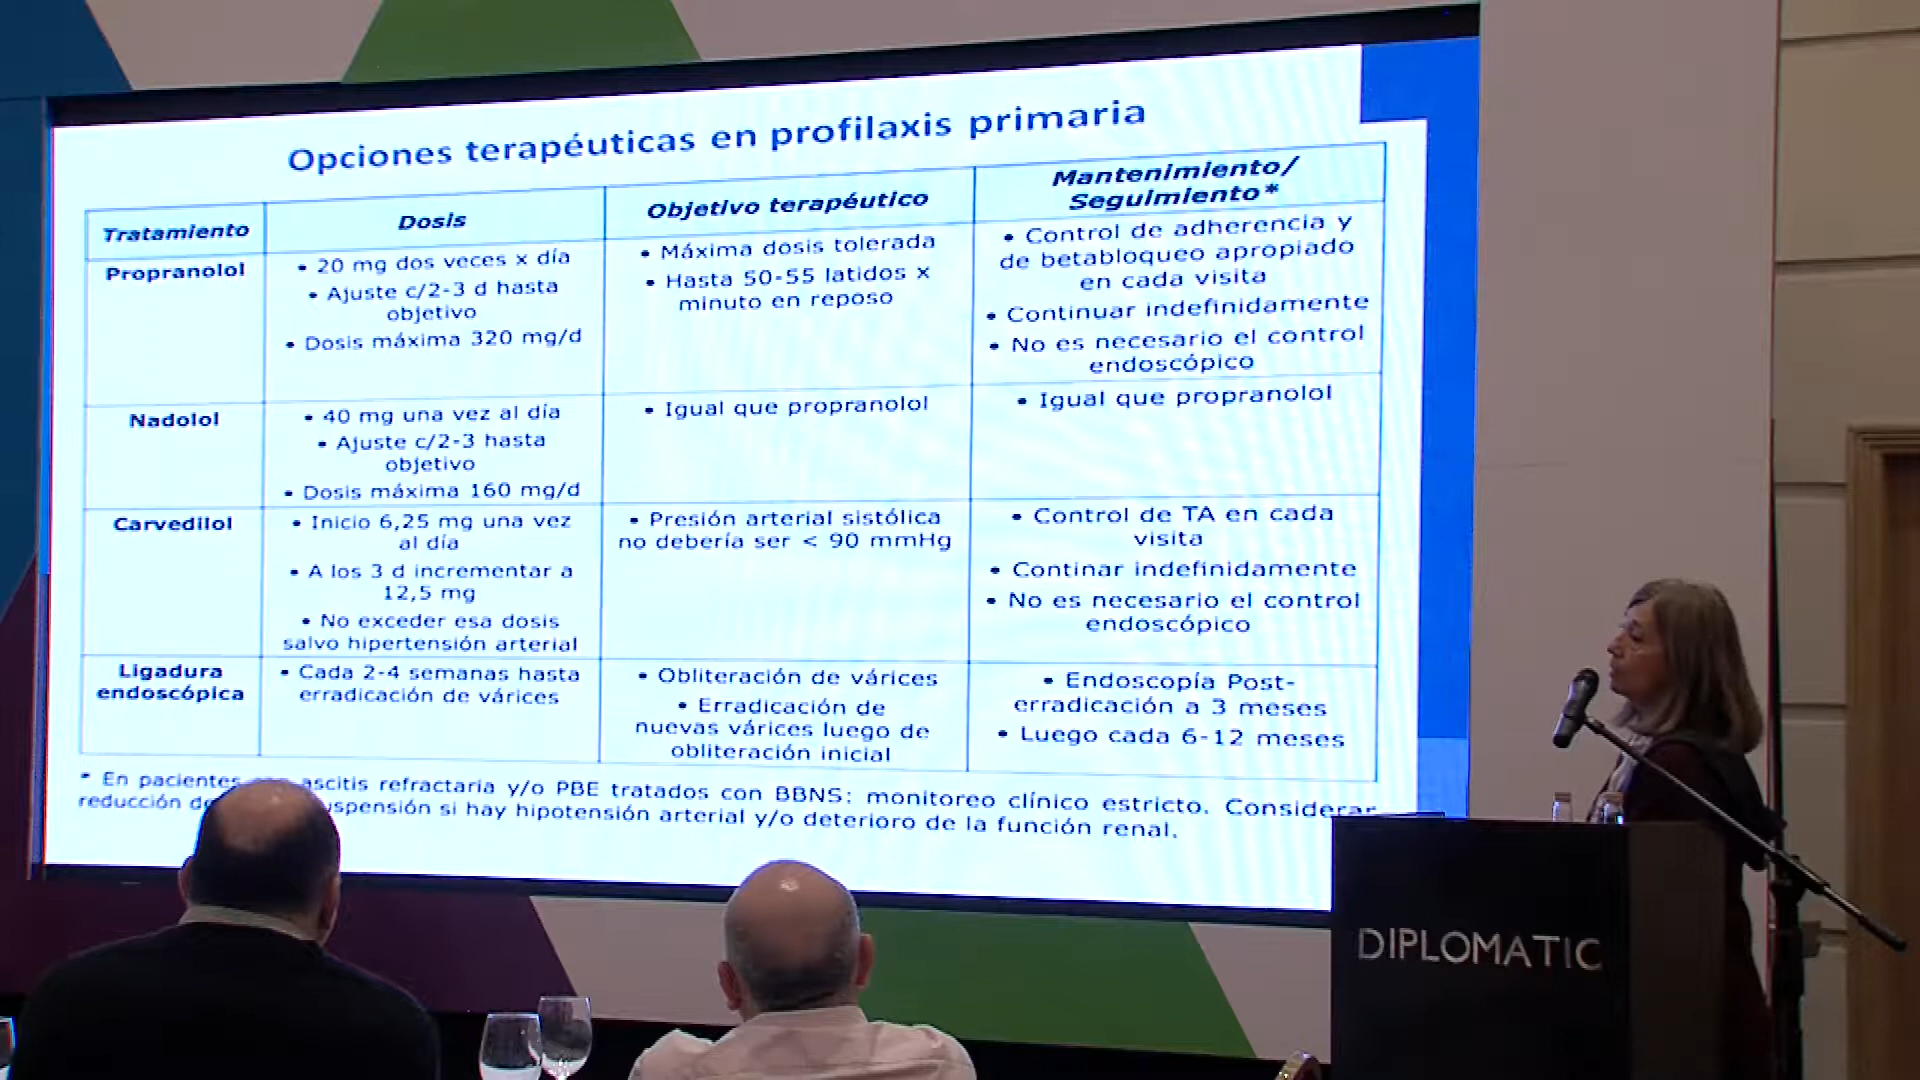 Opciones terapéuticas en profilaxis primaria
Tratamiento
Dosis
Objetivo terapéutico
Mantenimiento/
Seguimiento*
Propranolol
• 20 mg dos veces x día
• Ajuste c/2-3 d hasta
objetivo
• Dosis máxima 320 mg/d
• Máxima dosis tolerada
• Hasta 50-55 latidos x
minuto en reposo
• Control de adherencia y
de betabloqueo apropiado
en cada visita
• Continuar indefinidamente
• No es necesario el control
endoscópico
Nadolol
• 40 mg una vez al día
• Ajuste c/2-3 hasta
objetivo
• Dosis máxima 160 mg/d
• Igual que propranolol
• Igual que propranolol
Carvedilol
• Inicio 6,25 mg una vez
al día
• A los 3 d incrementar a
12,5 mg
• No exceder esa dosis
salvo hipertensión arterial
• Presión arterial sistólica
no debería ser < 90 mmHg
• Control de TA en cada
visita
• Continar indefinidamente
• No es necesario el control
endoscópico
Ligadura
endoscópica
• Cada 2-4 semanas hasta
erradicación de várices
• Obliteración de várices
• Erradicación de
nuevas várices luego de
obliteración inicial
• Endoscopía Post-
erradicación a 3 meses
• Luego cada 6-12 meses
* En pacientes ascitis refractaria y/o PBE tratados con BBNS: monitoreo clínico estricto. Considerar
reducción si hay hipotensión arterial y/o deterioro de la función renal.
DIPLOMATIC